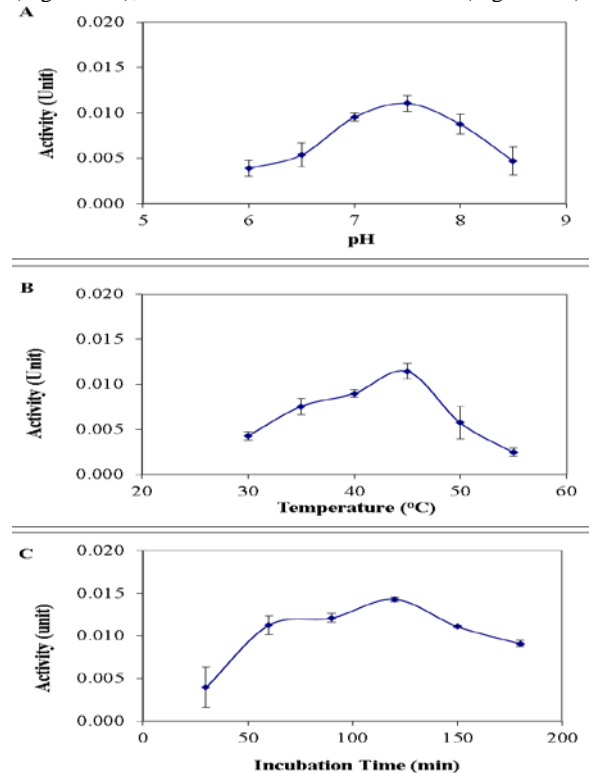 A
0.020
0.015
0.010
0.005
0.000
Activity (Unit)
5 6 7 8 9
pH
B
0.020
0.015
0.010
0.005
0.000
Activity (Unit)
20 30 40 50 60
Temperature (°C)
C
0.020
0.015
0.010
0.005
0.000
Activity (unit)
0 50 100 150 200
Incubation Time (min)